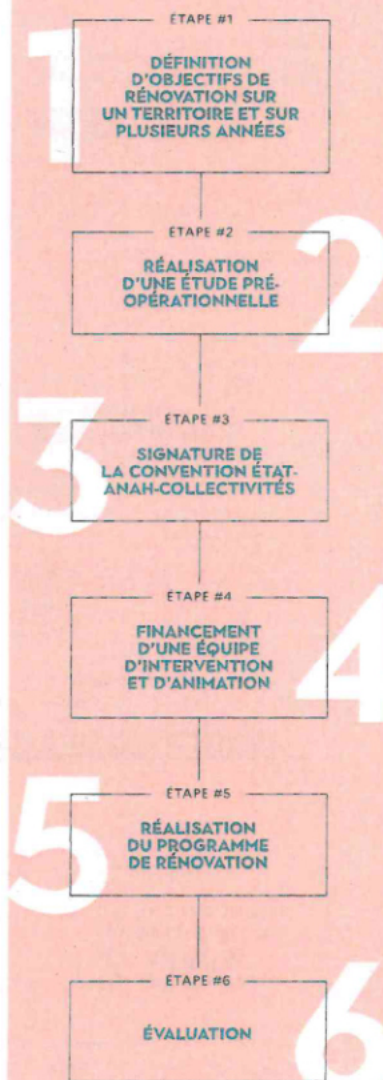 1
ÉTAPE #1
DÉFINITION
D'OBJECTIFS DE
RÉNOVATION SUR
UN TERRITOIRE ET SUR
PLUSIEURS ANNÉES
2
ÉTAPE #2
RÉALISATION
D'UNE ÉTUDE PRÉ-
OPÉRATIONNELLE
3
ÉTAPE #3
SIGNATURE DE
LA CONVENTION ÉTAT-
ANAH-COLLECTIVITÉS
4
ÉTAPE #4
FINANCEMENT
D'UNE ÉQUIPE
D'INTERVENTION
ET D'ANIMATION
5
ÉTAPE #5
RÉALISATION
DU PROGRAMME
DE RÉNOVATION
6
ÉTAPE #6
ÉVALUATION